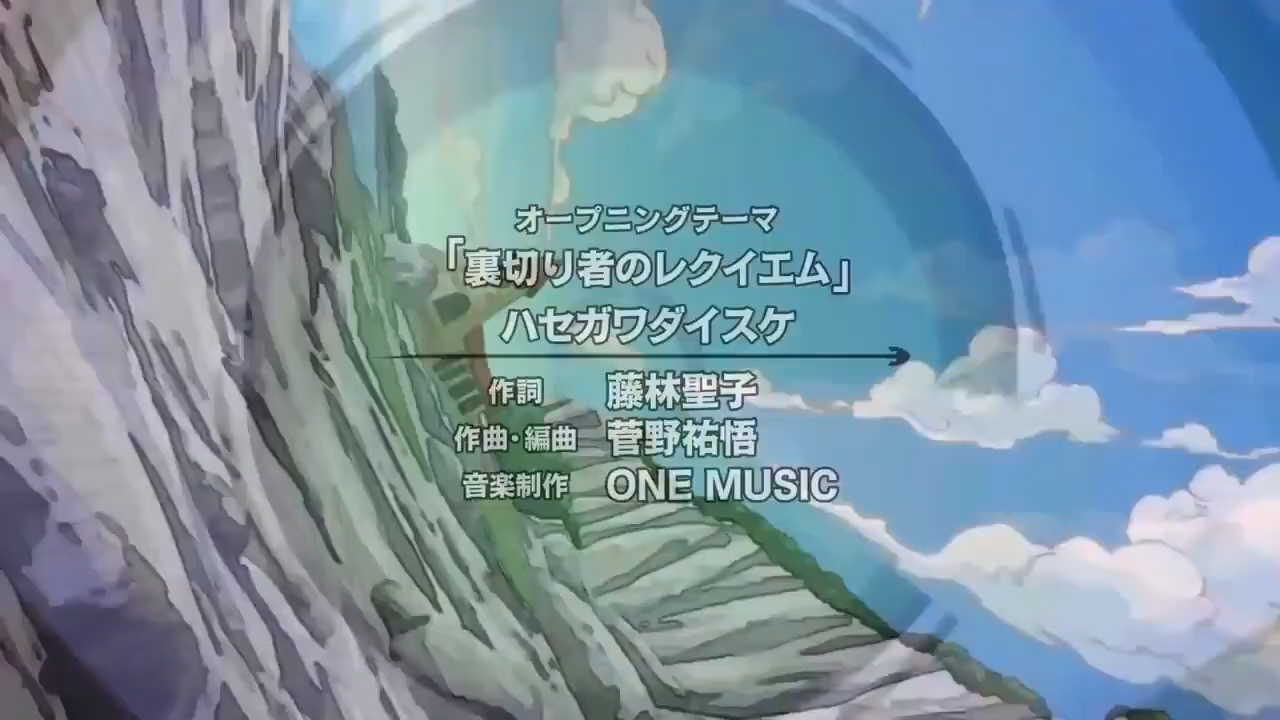 オープニングテーマ
「裏切り者のレクイエム」
ハセガワダイスケ
作詞 藤林聖子
作曲・編曲 菅野祐悟
音楽制作 ONE MUSIC